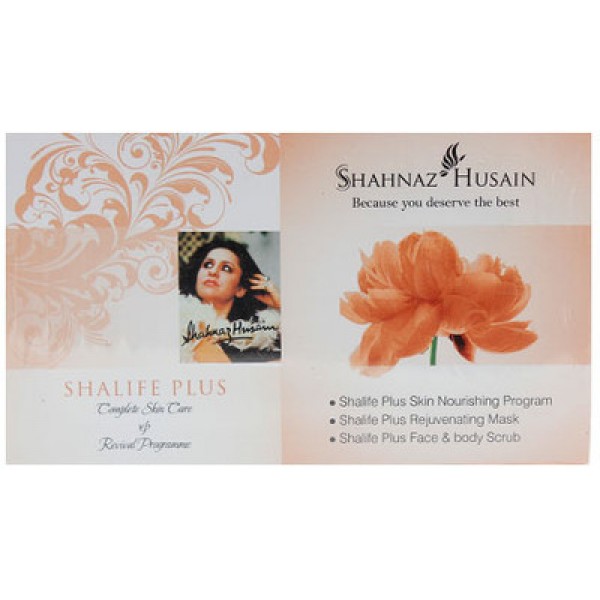 Shahnaz Husain
SHALIFE PLUS
Complete Skin Care
&
Revival Programme
SHAHNAZ HUSAIN
Because you deserve the best
• Shalife Plus Skin Nourishing Program
• Shalife Plus Rejuvenating Mask
• Shalife Plus Face & body Scrub